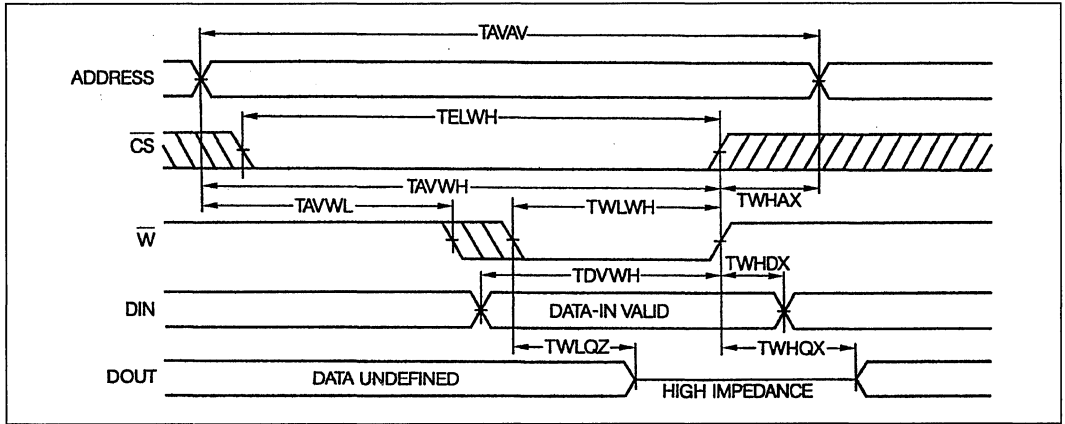 TAVAV
ADDRESS
TELWH
CS
TAVWH
TWHAX
TAVWL
TWLWH
W
TDVWH
TWHDX
DIN
DATA-IN VALID
TWLQZ
TWHQX
DOUT
DATA UNDEFINED
HIGH IMPEDANCE